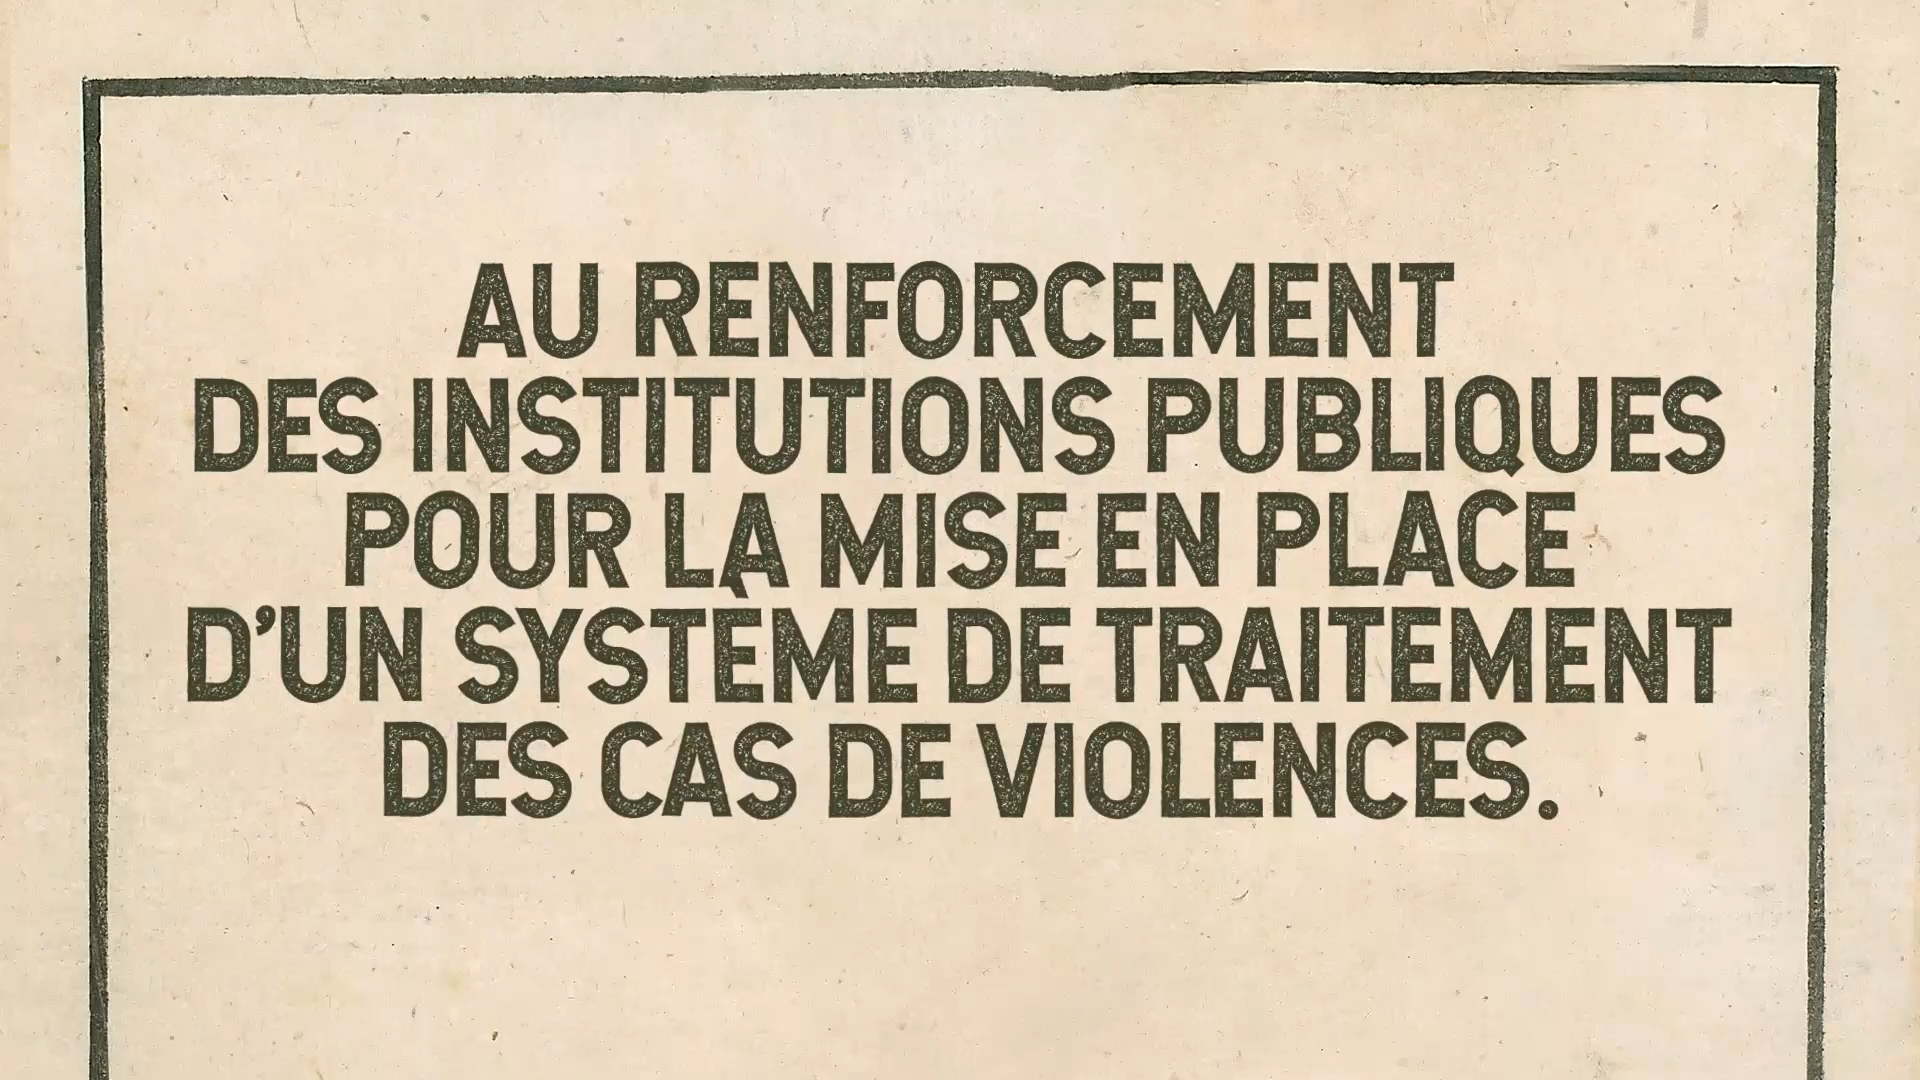 AU RENFORCEMENT
DES INSTITUTIONS PUBLIQUES
POUR LA MISE EN PLACE
D’UN SYSTÈME DE TRAITEMENT
DES CAS DE VIOLENCES.